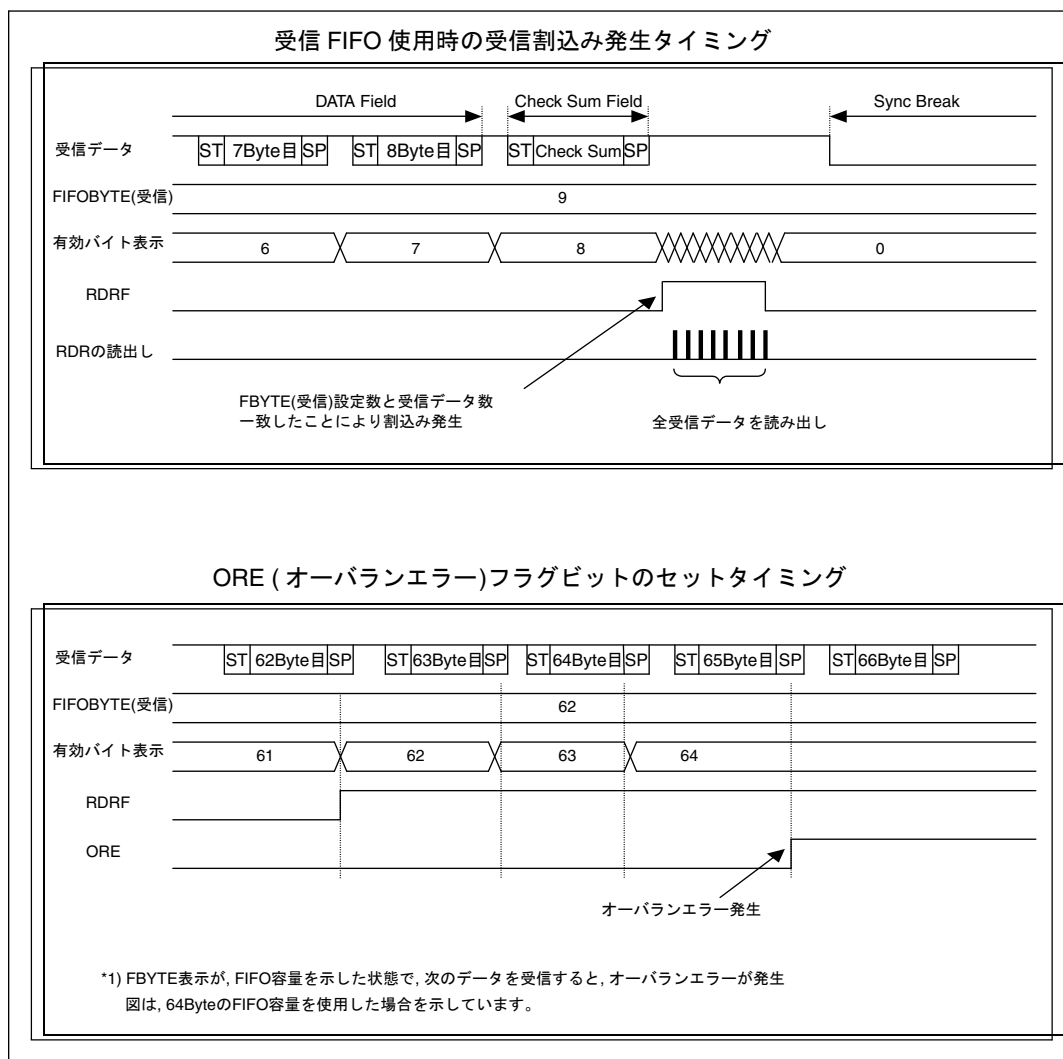 受信 FIFO 使用時の受信割込み発生タイミング
DATA Field
Check Sum Field
Sync Break
受信データ
ST 7Byte目 SP
ST 8Byte目 SP
ST Check Sum SP
FIFOBYTE(受信)
9
有効バイト表示
6
7
8
0
RDRF
RDRの読出し
FBYTE(受信)設定数と受信データ数
一致したことにより割込み発生
全受信データを読み出し
ORE ( オーバランエラー)フラグビットのセットタイミング
受信データ
ST 62Byte目 SP
ST 63Byte目 SP
ST 64Byte目 SP
ST 65Byte目 SP
ST 66Byte目 SP
FIFOBYTE(受信)
62
有効バイト表示
61
62
63
64
RDRF
ORE
オーバランエラー発生
*1) FBYTE表示が, FIFO容量を示した状態で, 次のデータを受信すると, オーバランエラーが発生
図は, 64ByteのFIFO容量を使用した場合を示しています。